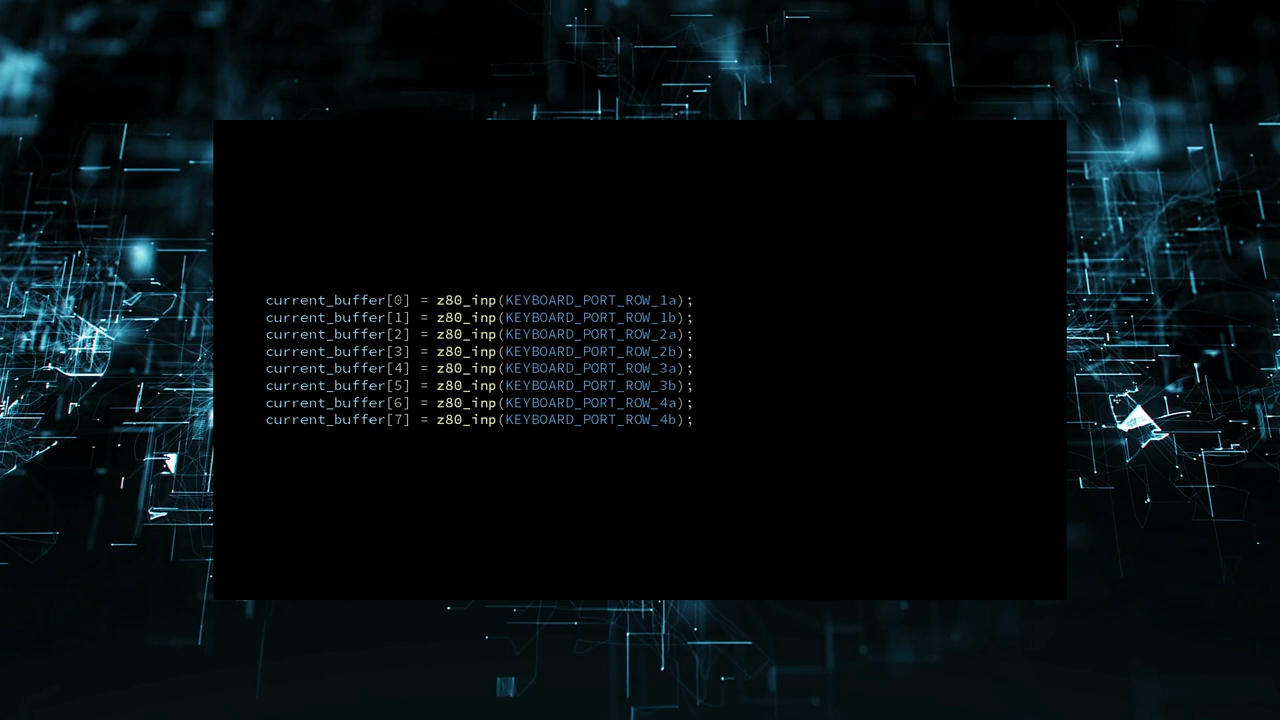 current_buffer[0] = z80_inp(KEYBOARD_PORT_ROW_1a);
current_buffer[1] = z80_inp(KEYBOARD_PORT_ROW_1b);
current_buffer[2] = z80_inp(KEYBOARD_PORT_ROW_2a);
current_buffer[3] = z80_inp(KEYBOARD_PORT_ROW_2b);
current_buffer[4] = z80_inp(KEYBOARD_PORT_ROW_3a);
current_buffer[5] = z80_inp(KEYBOARD_PORT_ROW_3b);
current_buffer[6] = z80_inp(KEYBOARD_PORT_ROW_4a);
current_buffer[7] = z80_inp(KEYBOARD_PORT_ROW_4b);